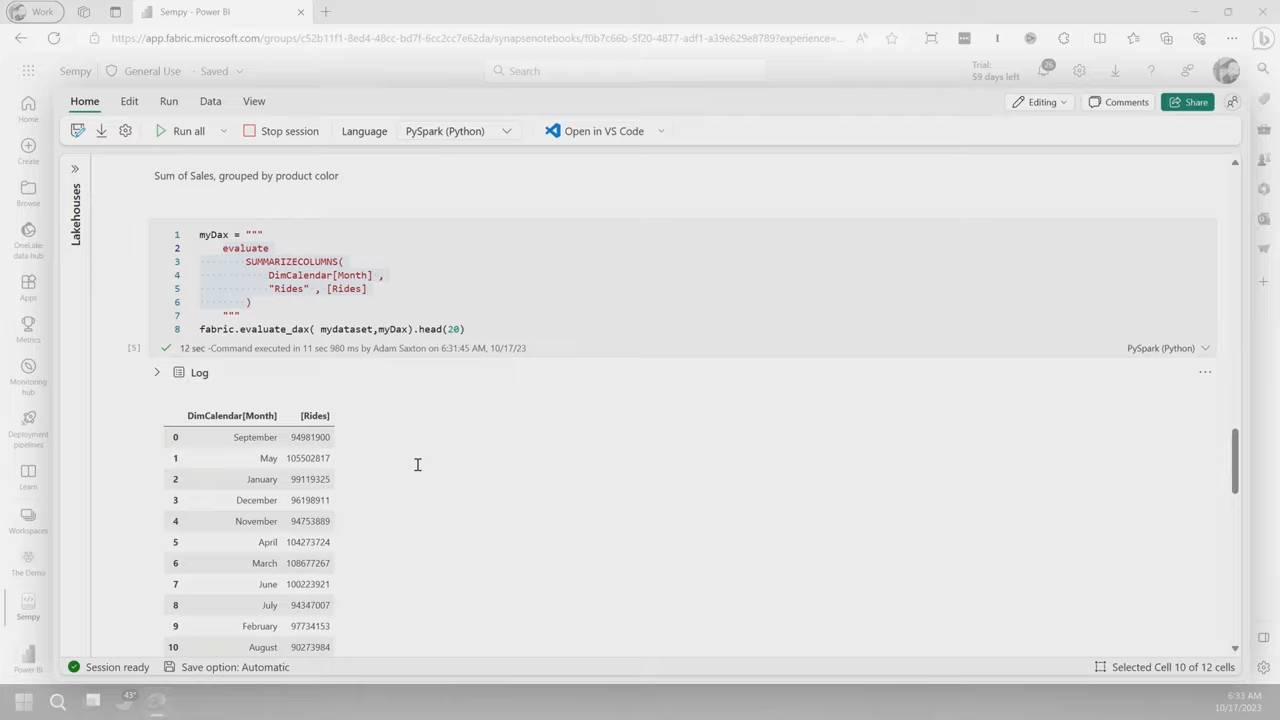 Work
Sempy - Power BI
https://app.fabric.microsoft.com/groups/c52b11f1-8ed4-48cc-bd7f-6cc2cc7e62da/synapsenotebooks/f0b7c66b-5f20-4877-adf1-a39e629e8789?experience=...
Sempy
General Use
Saved
Search
Trial:
59 days left
26
Home Edit Run Data View
Editing
Comments
Share
Run all
Stop session
Language
PySpark (Python)
Open in VS Code
Home
Create
Browse
OneLake
data hub
Apps
Metrics
Monitoring
hub
Deployment
pipelines
Learn
Workspaces
The Demo
Sempy
Power BI
Lakehouses
Sum of Sales, grouped by product color
1 myDax = """
2 evaluate
3 SUMMARIZECOLUMNS(
4 DimCalendar[Month] ,
5 "Rides" , [Rides]
6 )
7 """
8 fabric.evaluate_dax( mydataset,myDax).head(20)
[5]
12 sec -Command executed in 11 sec 980 ms by Adam Saxton on 6:31:45 AM, 10/17/23
PySpark (Python)
Log
DimCalendar[Month] [Rides]
0 September 94981900
1 May 105502817
2 January 99119325
3 December 96198911
4 November 94753889
5 April 104273724
6 March 108677267
7 June 100223921
8 July 94347007
9 February 97734153
10 August 90273984
Session ready
Save option: Automatic
Selected Cell 10 of 12 cells
43°
6:33 AM
10/17/2023